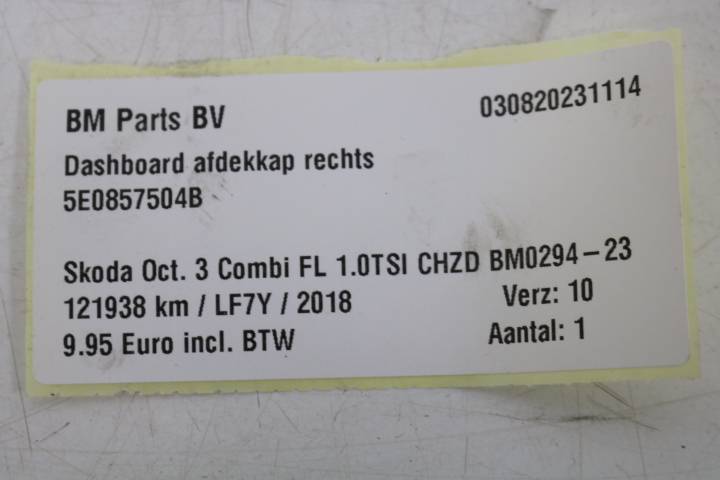 BM Parts BV 030820231114
Dashboard afdekkap rechts
5E0857504B
Skoda Oct. 3 Combi FL 1.0TSI CHZD BM0294-23
121938 km / LF7Y / 2018 Verz: 10
9.95 Euro incl. BTW Aantal: 1